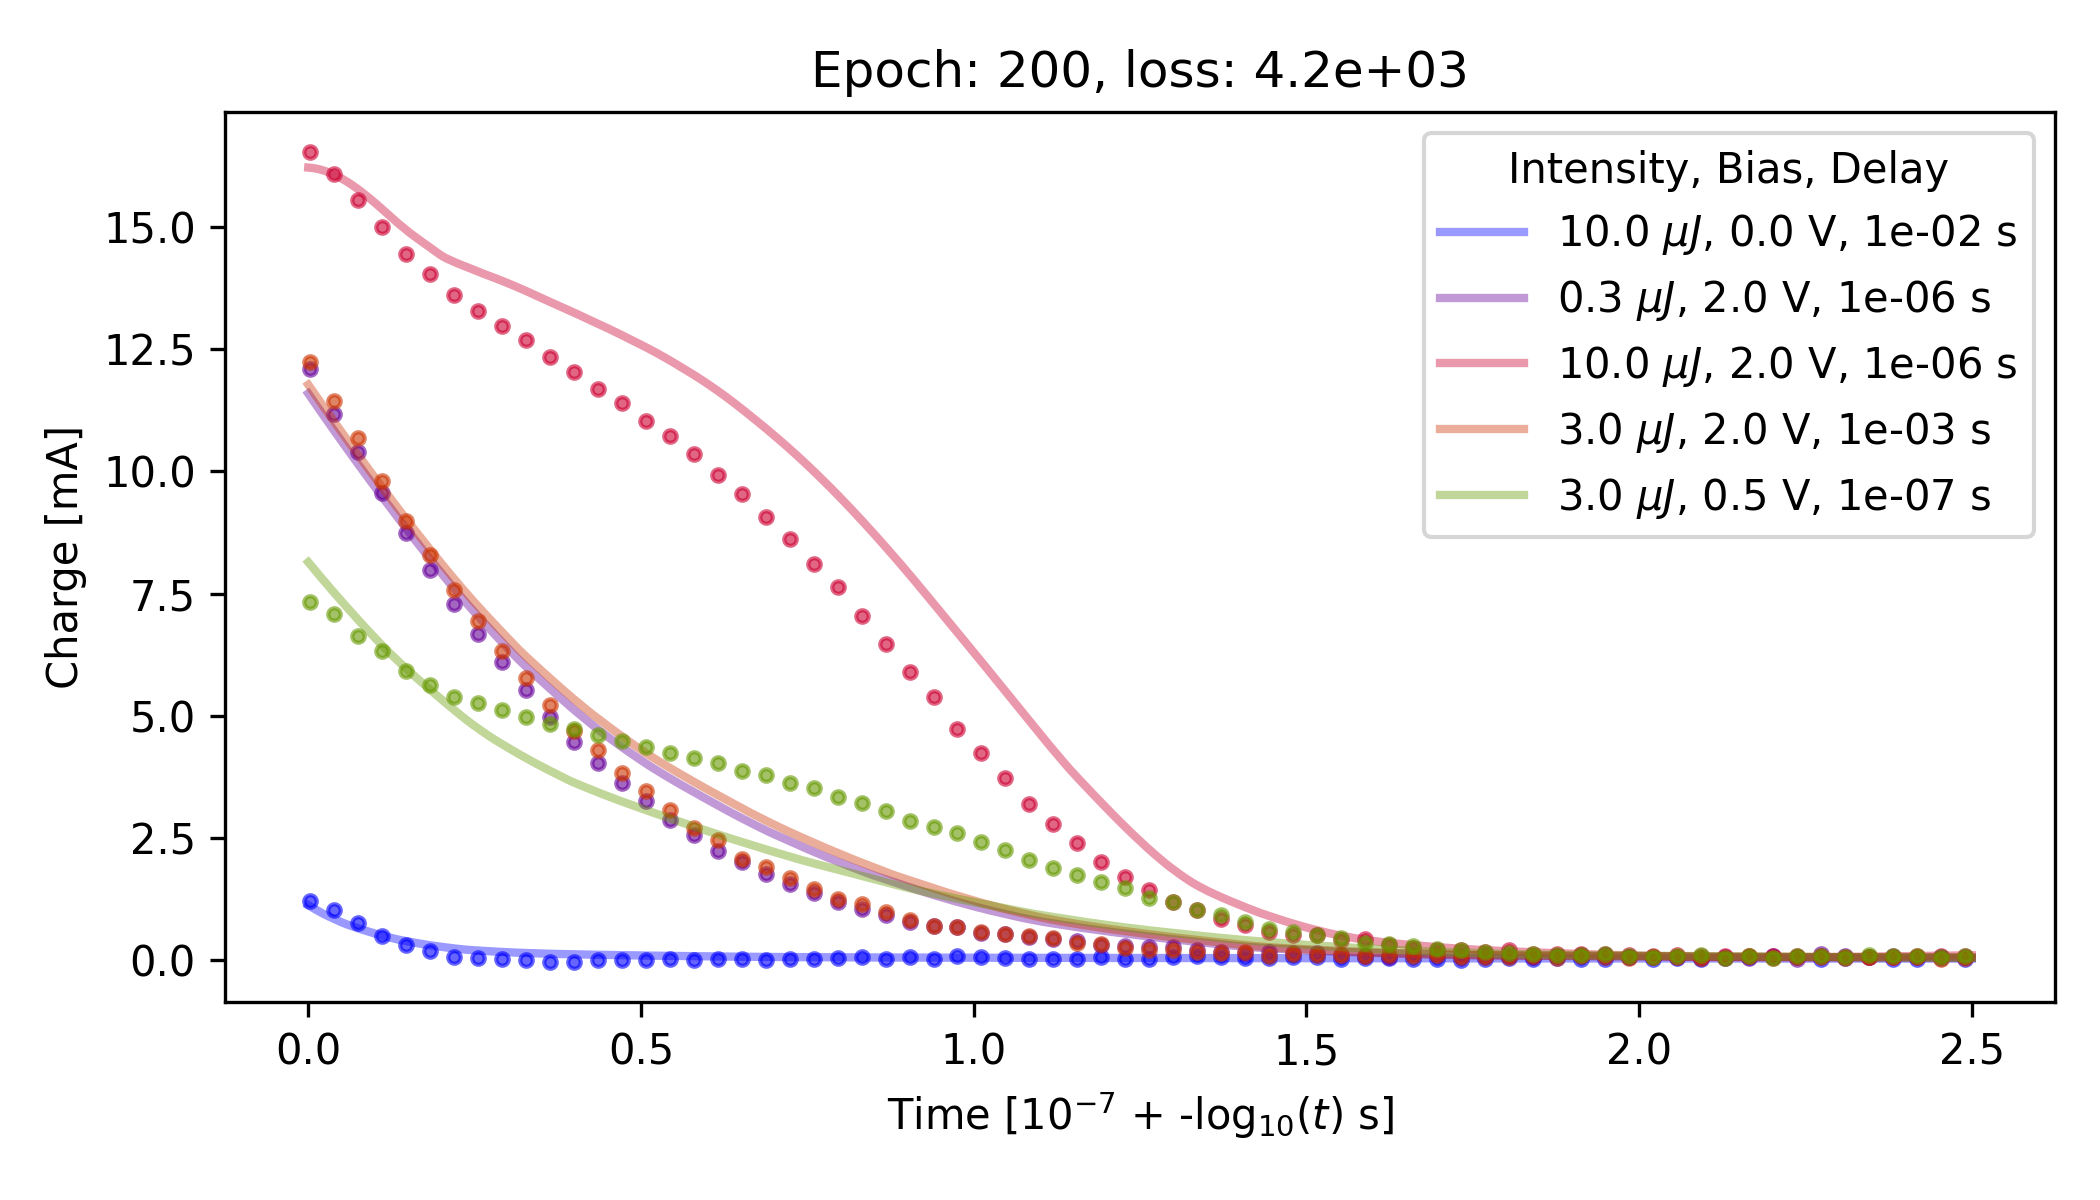 Epoch: 200, loss: 4.2e+03
Intensity, Bias, Delay
10.0 μJ, 0.0 V, 1e-02 s
0.3 μJ, 2.0 V, 1e-06 s
10.0 μJ, 2.0 V, 1e-06 s
3.0 μJ, 2.0 V, 1e-03 s
3.0 μJ, 0.5 V, 1e-07 s
Charge [mA]
15.0
12.5
10.0
7.5
5.0
2.5
0.0
0.0 0.5 1.0 1.5 2.0 2.5
Time [10⁻⁷ + -log₁₀(t) s]